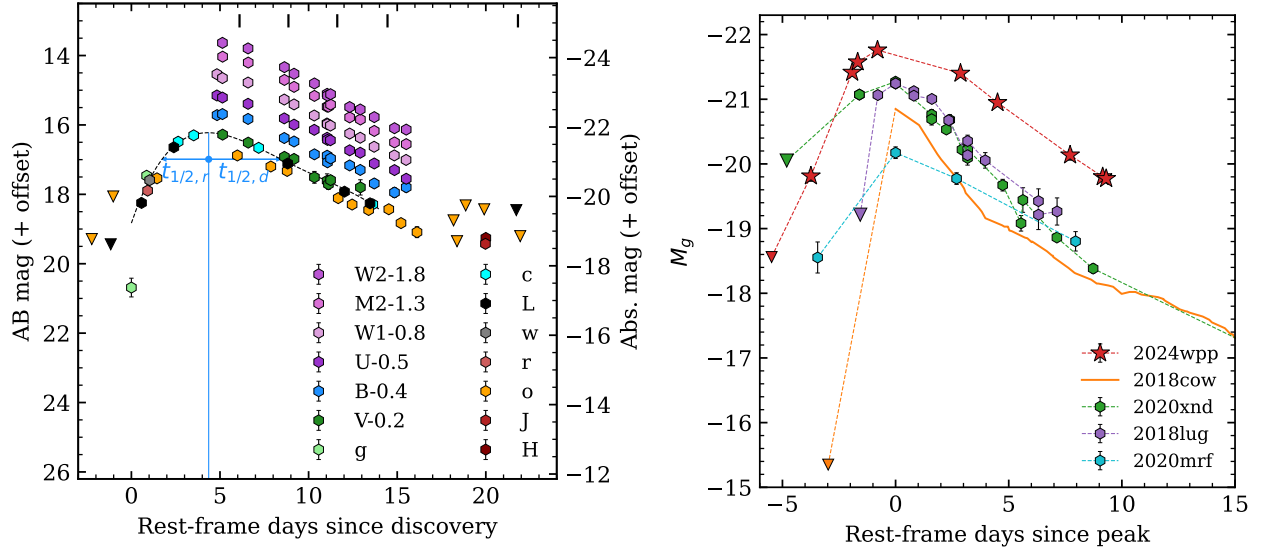 14
16
18
20
22
24
26
AB mag (+ offset)
0
5
10
15
20
Rest-frame days since discovery
−24
−22
−20
−18
−16
−14
−12
Abs. mag (+ offset)
t1/2, r
t1/2, d
W2-1.8
M2-1.3
W1-0.8
U-0.5
B-0.4
V-0.2
g
c
L
w
r
o
J
H
−22
−21
−20
−19
−18
−17
−16
−15
Mg
−5
0
5
10
15
Rest-frame days since peak
2024wpp
2018cow
2020xnd
2018lug
2020mrf